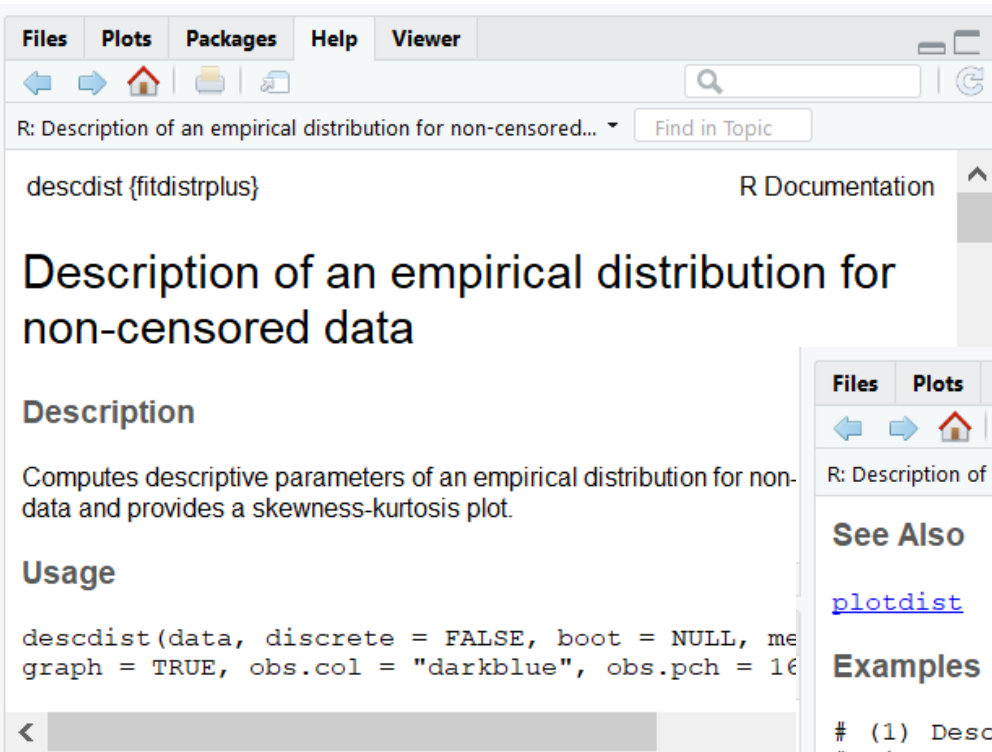 Files Plots Packages Help Viewer
R: Description of an empirical distribution for non-censored... Find in Topic
descdist {fitdistrplus} R Documentation
Description of an empirical distribution for
non-censored data
Description
Computes descriptive parameters of an empirical distribution for non-
data and provides a skewness-kurtosis plot.
Usage
descdist(data, discrete = FALSE, boot = NULL, me
graph = TRUE, obs.col = "darkblue", obs.pch = 16
Files Plots
R: Description of
See Also
plotdist
Examples
# (1) Desc